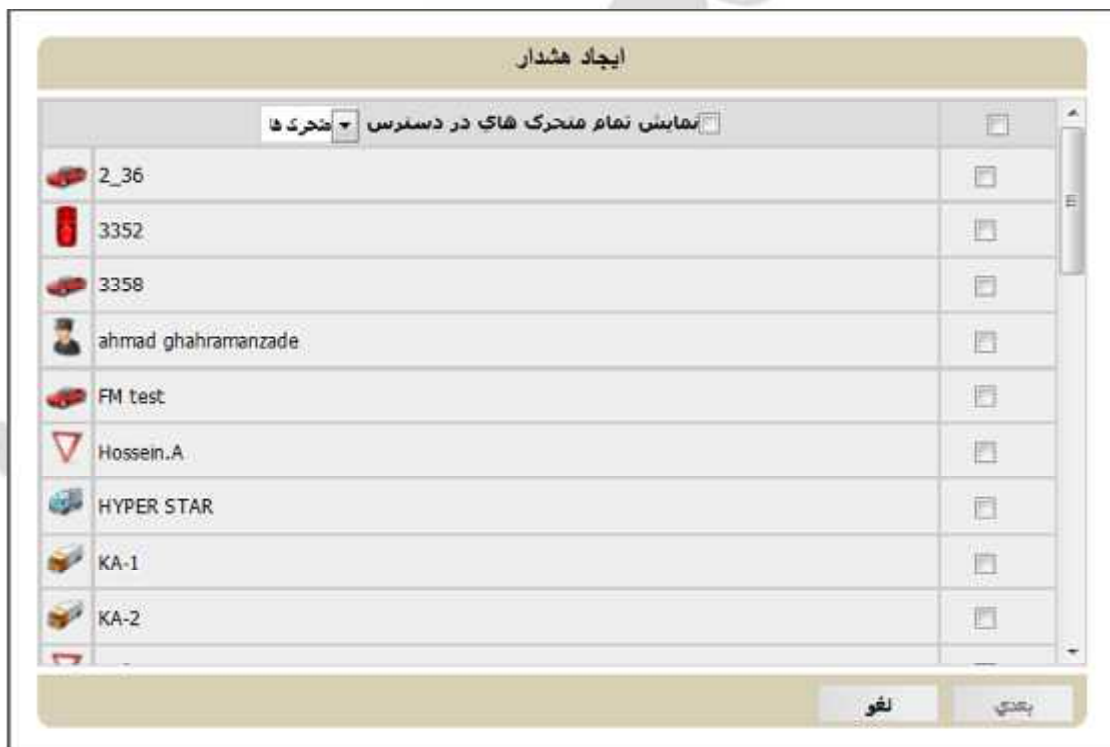 ایجاد هشدار
نمایش تمام متحرک های در دسترس متحرک ها
2_36
3352
3358
ahmad ghahramanzade
FM test
Hossein.A
HYPER STAR
KA-1
KA-2
لغو بعدي